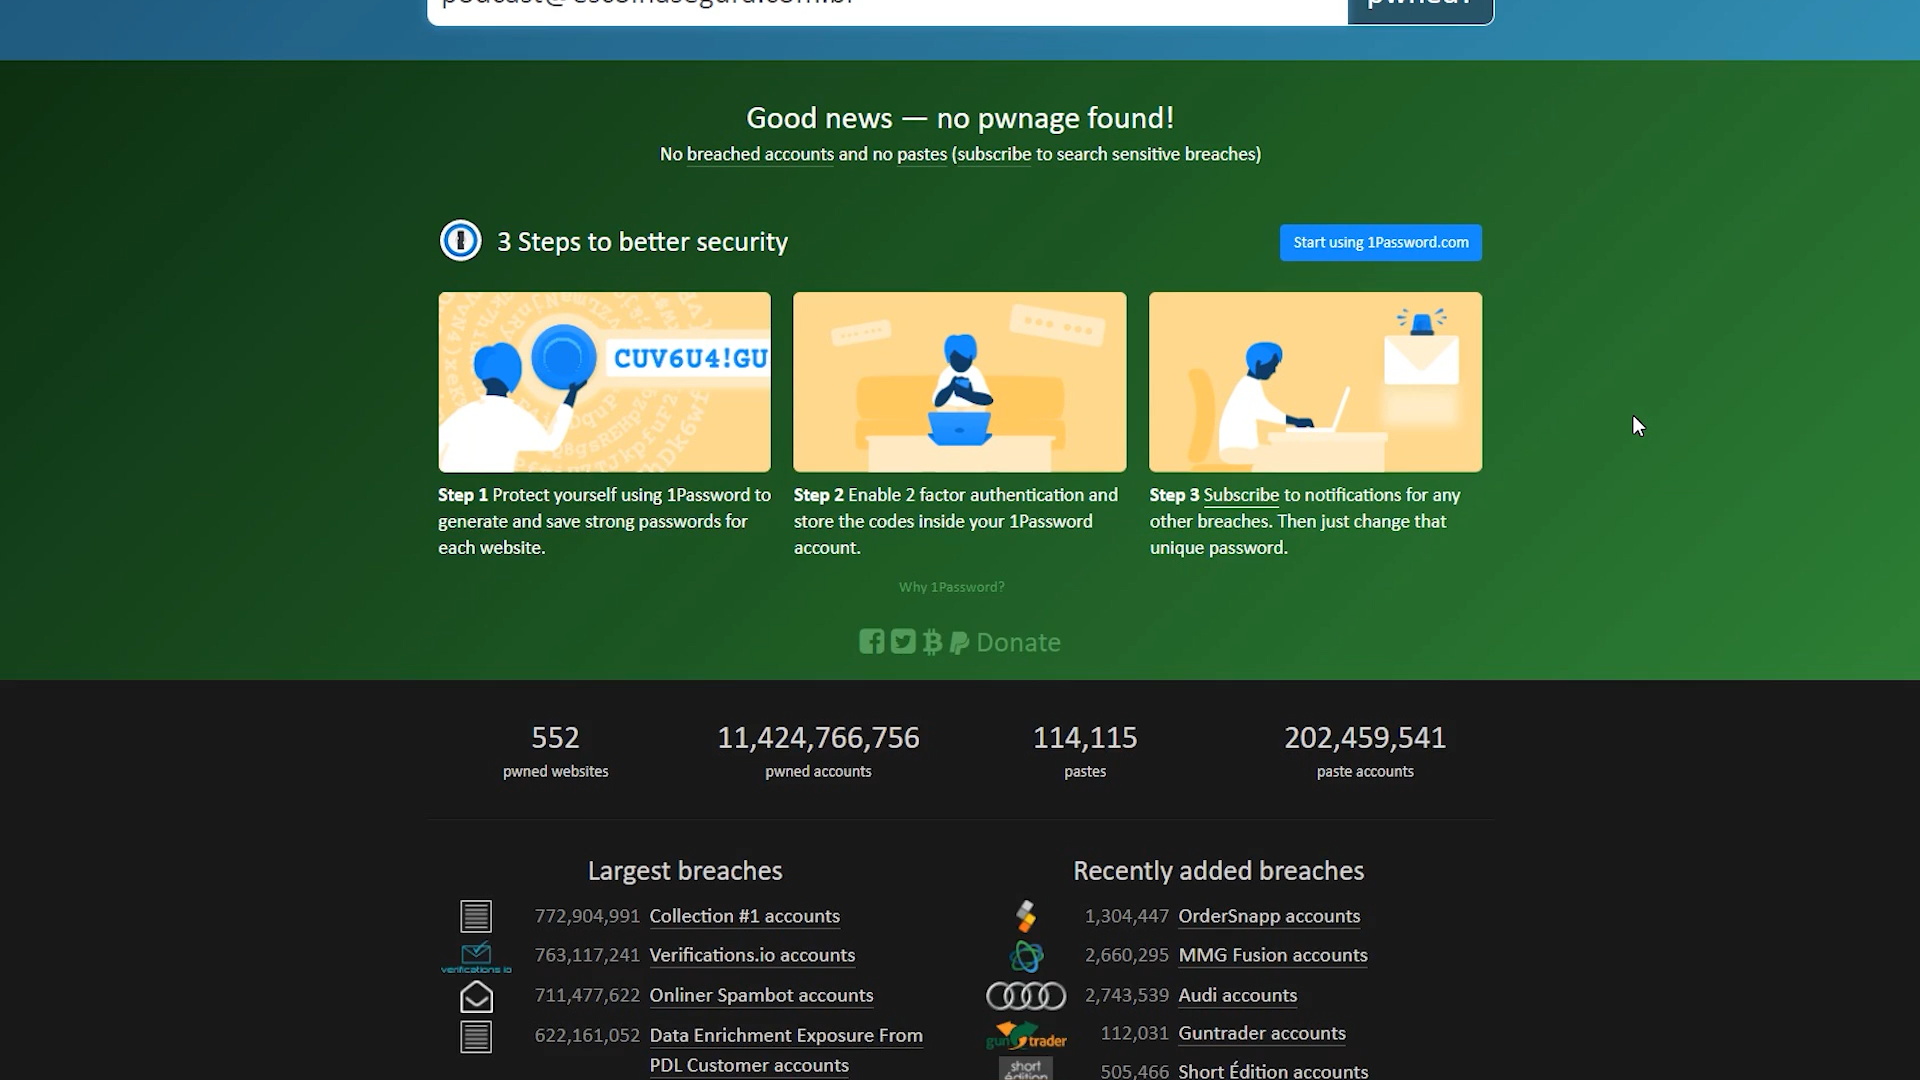 Good news — no pwnage found!
No breached accounts and no pastes (subscribe to search sensitive breaches)
3 Steps to better security
Start using 1Password.com
CUV6U4!GU
Step 1 Protect yourself using 1Password to
generate and save strong passwords for
each website.
Step 2 Enable 2 factor authentication and
store the codes inside your 1Password
account.
Step 3 Subscribe to notifications for any
other breaches. Then just change that
unique password.
Why 1Password?
Donate
552
pwned websites
11,424,766,756
pwned accounts
114,115
pastes
202,459,541
paste accounts
Largest breaches
772,904,991 Collection #1 accounts
verifications io
763,117,241 Verifications.io accounts
711,477,622 Onliner Spambot accounts
622,161,052 Data Enrichment Exposure From
PDL Customer accounts
Recently added breaches
1,304,447 OrderSnapp accounts
2,660,295 MMG Fusion accounts
2,743,539 Audi accounts
guntrader
112,031 Guntrader accounts
short
édition
505,466 Short Édition accounts